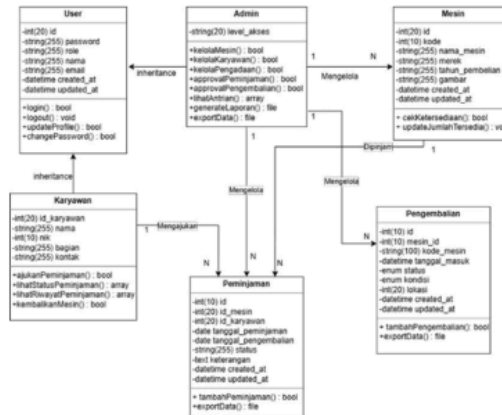 User
-int(20) id
-string(255) password
-string(255) role
-string(255) nama
-string(255) email
-datetime created_at
-datetime updated_at
+login() : bool
+logout() : void
+updateProfile() : bool
+changePassword() : bool
Admin
-string(20) level_akses
+kelolaMesin() : bool
+kelolaKaryawan() : bool
+kelolaPengadaan() : bool
+approvalPeminjaman() : bool
+approvalPengembalian() : bool
+lihatAntrian() : array
+generateLaporan() : file
+exportData() : file
Mesin
-int(20) id
-int(10) kode
-string(255) nama_mesin
-string(255) merek
-string(255) tahun_pembelian
-string(255) gambar
-datetime created_at
-datetime updated_at
+ cekKetersediaan() : bool
+ updateJumlahTersedia() : vo
inheritance
1
N
Mengelola
inheritance
1
1
1
Dipinjam
Mengelola
Mengelola
Karyawan
-int(20) id_karyawan
-string(255) nama
-int(10) nik
-string(255) bagian
-string(255) kontak
+ajukanPeminjaman() : bool
+lihatStatusPeminjaman() : array
+lihatRiwayatPeminjaman() : array
+kembalikanMesin() : bool
1
Mengajukan
N
N
N
N
Peminjaman
-int(10) id
-int(20) id_mesin
-int(20) id_karyawan
-date tanggal_peminjaman
-date tanggal_pengembalian
-string(255) status
-text keterangan
-datetime created_at
-datetime updated_at
+ tambahPeminjaman() : bool
+exportData() : file
Pengembalian
-int(10) id
-int(10) mesin_id
-string(100) kode_mesin
-datetime tanggal_masuk
-enum status
-enum kondisi
-int(20) lokasi
-datetime created_at
-datetime updated_at
+ tambahPengembalian() : bool
+exportData() : file